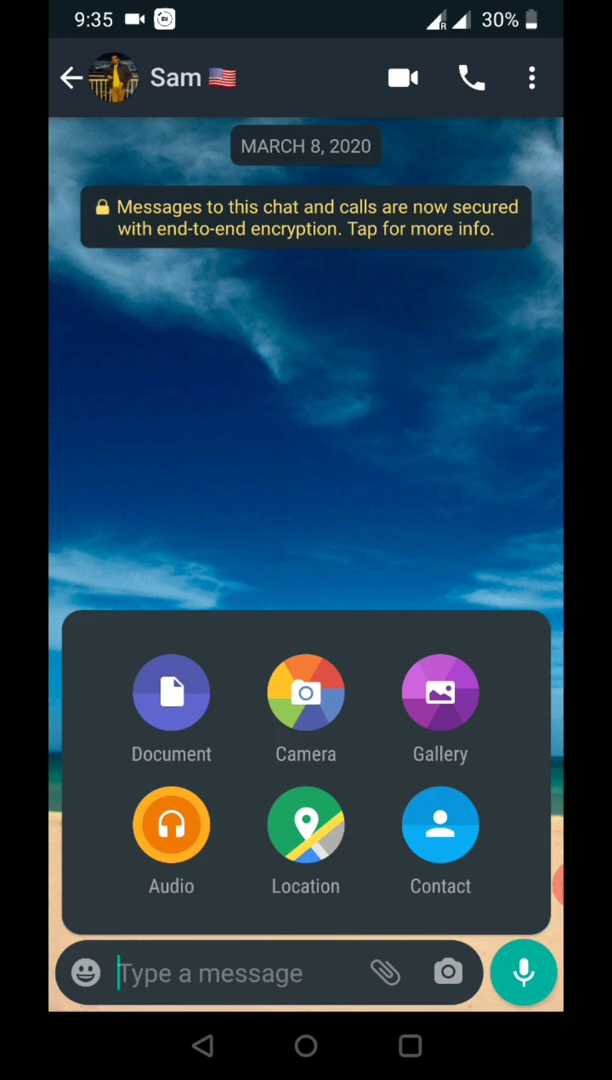 9:35 30%
Sam 🇺🇸
MARCH 8, 2020
Messages to this chat and calls are now secured
with end-to-end encryption. Tap for more info.
Document Camera Gallery
Audio Location Contact
Type a message